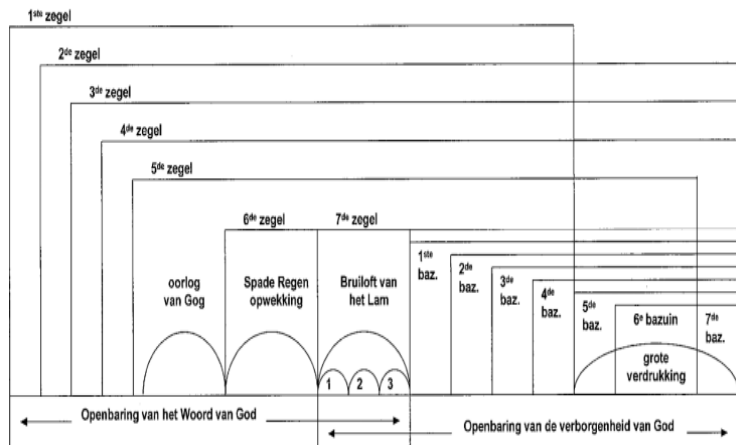 1ste zegel
2de zegel
3de zegel
4de zegel
5de zegel
6de zegel
7de zegel
oorlog
van Gog
Spade Regen
opwekking
Bruiloft van
het Lam
1ste
baz.
2de
baz.
3de
baz.
4de
baz.
5de
baz.
6e bazuin
7de
baz.
grote
verdrukking
1 2 3
Openbaring van het Woord van God
Openbaring van de verborgenheid van God